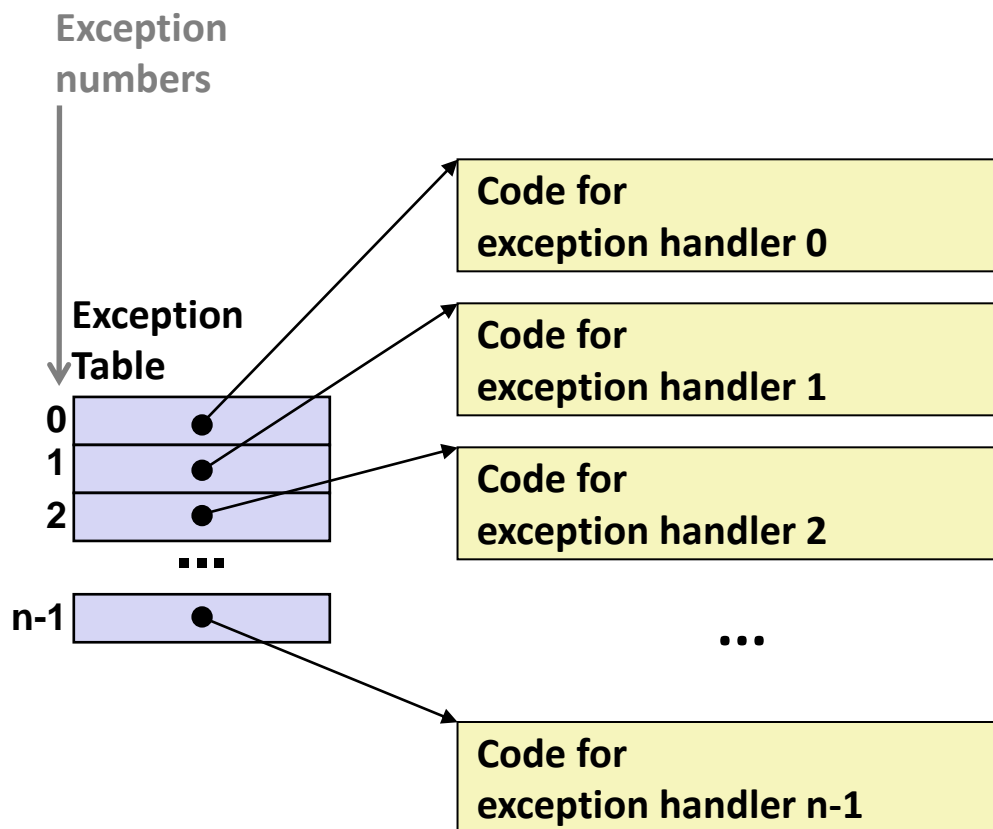 Exception
numbers
Code for
exception handler 0
Exception
Table
Code for
exception handler 1
0
1
2
Code for
exception handler 2
...
n-1
...
Code for
exception handler n-1